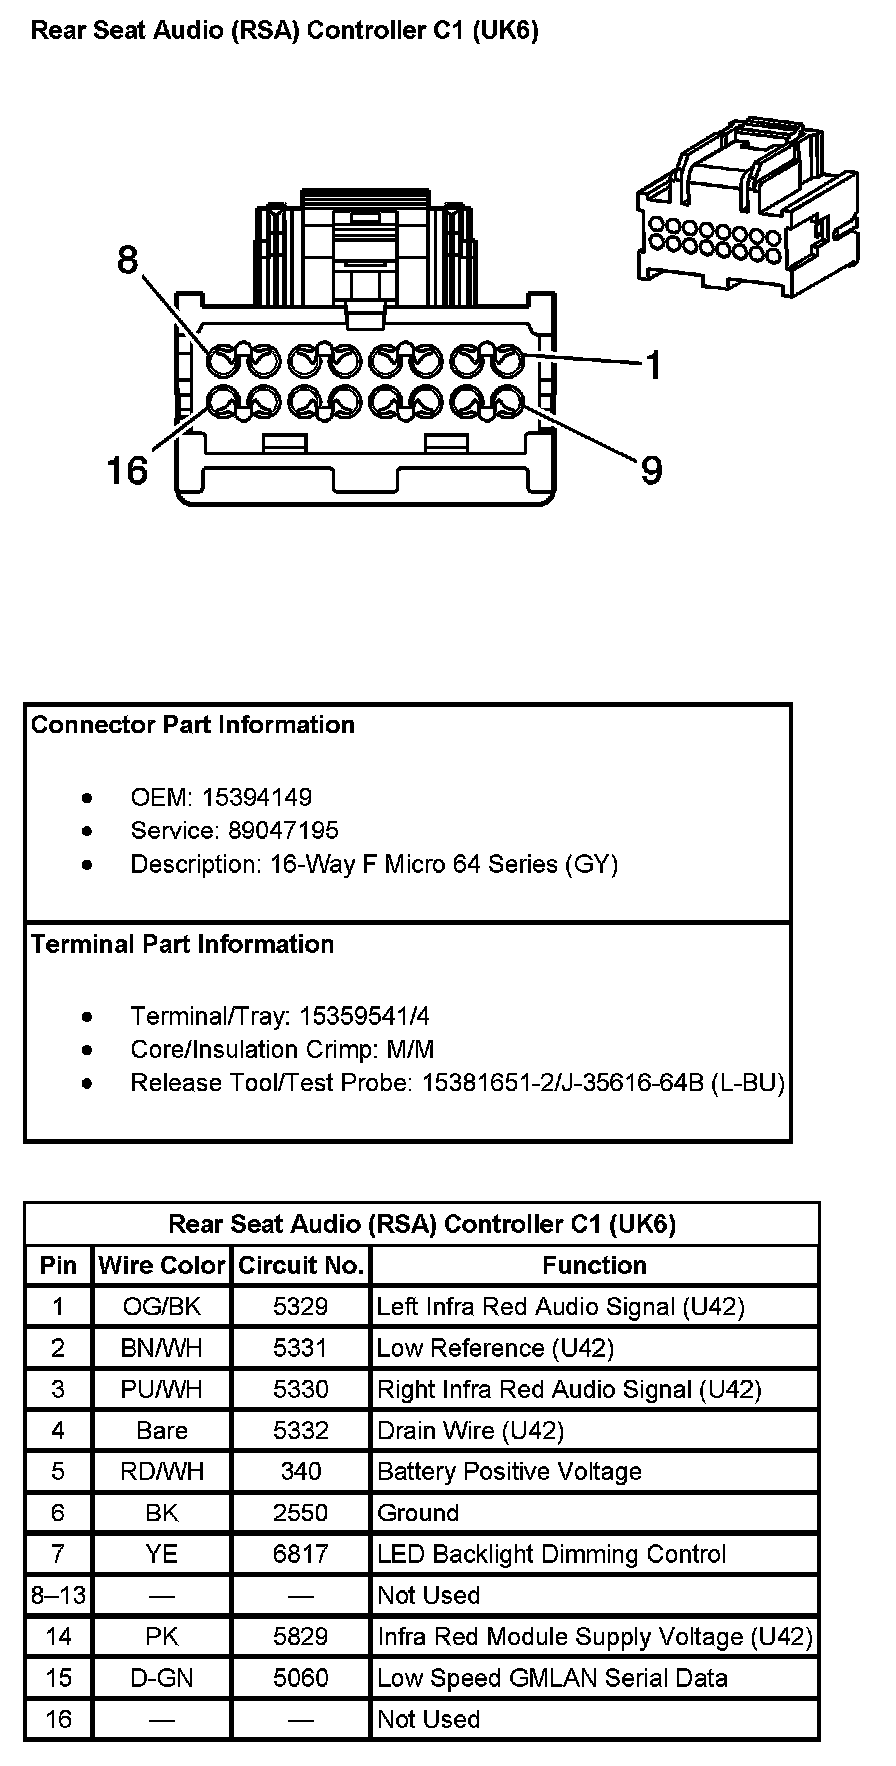 Rear Seat Audio (RSA) Controller C1 (UK6)
8
1
16
9
Connector Part Information
• OEM: 15394149
• Service: 89047195
• Description: 16-Way F Micro 64 Series (GY)
Terminal Part Information
• Terminal/Tray: 15359541/4
• Core/Insulation Crimp: M/M
• Release Tool/Test Probe: 15381651-2/J-35616-64B (L-BU)
Rear Seat Audio (RSA) Controller C1 (UK6)
Pin Wire Color Circuit No. Function
1 OG/BK 5329 Left Infra Red Audio Signal (U42)
2 BN/WH 5331 Low Reference (U42)
3 PU/WH 5330 Right Infra Red Audio Signal (U42)
4 Bare 5332 Drain Wire (U42)
5 RD/WH 340 Battery Positive Voltage
6 BK 2550 Ground
7 YE 6817 LED Backlight Dimming Control
8–13 — — Not Used
14 PK 5829 Infra Red Module Supply Voltage (U42)
15 D-GN 5060 Low Speed GMLAN Serial Data
16 — — Not Used